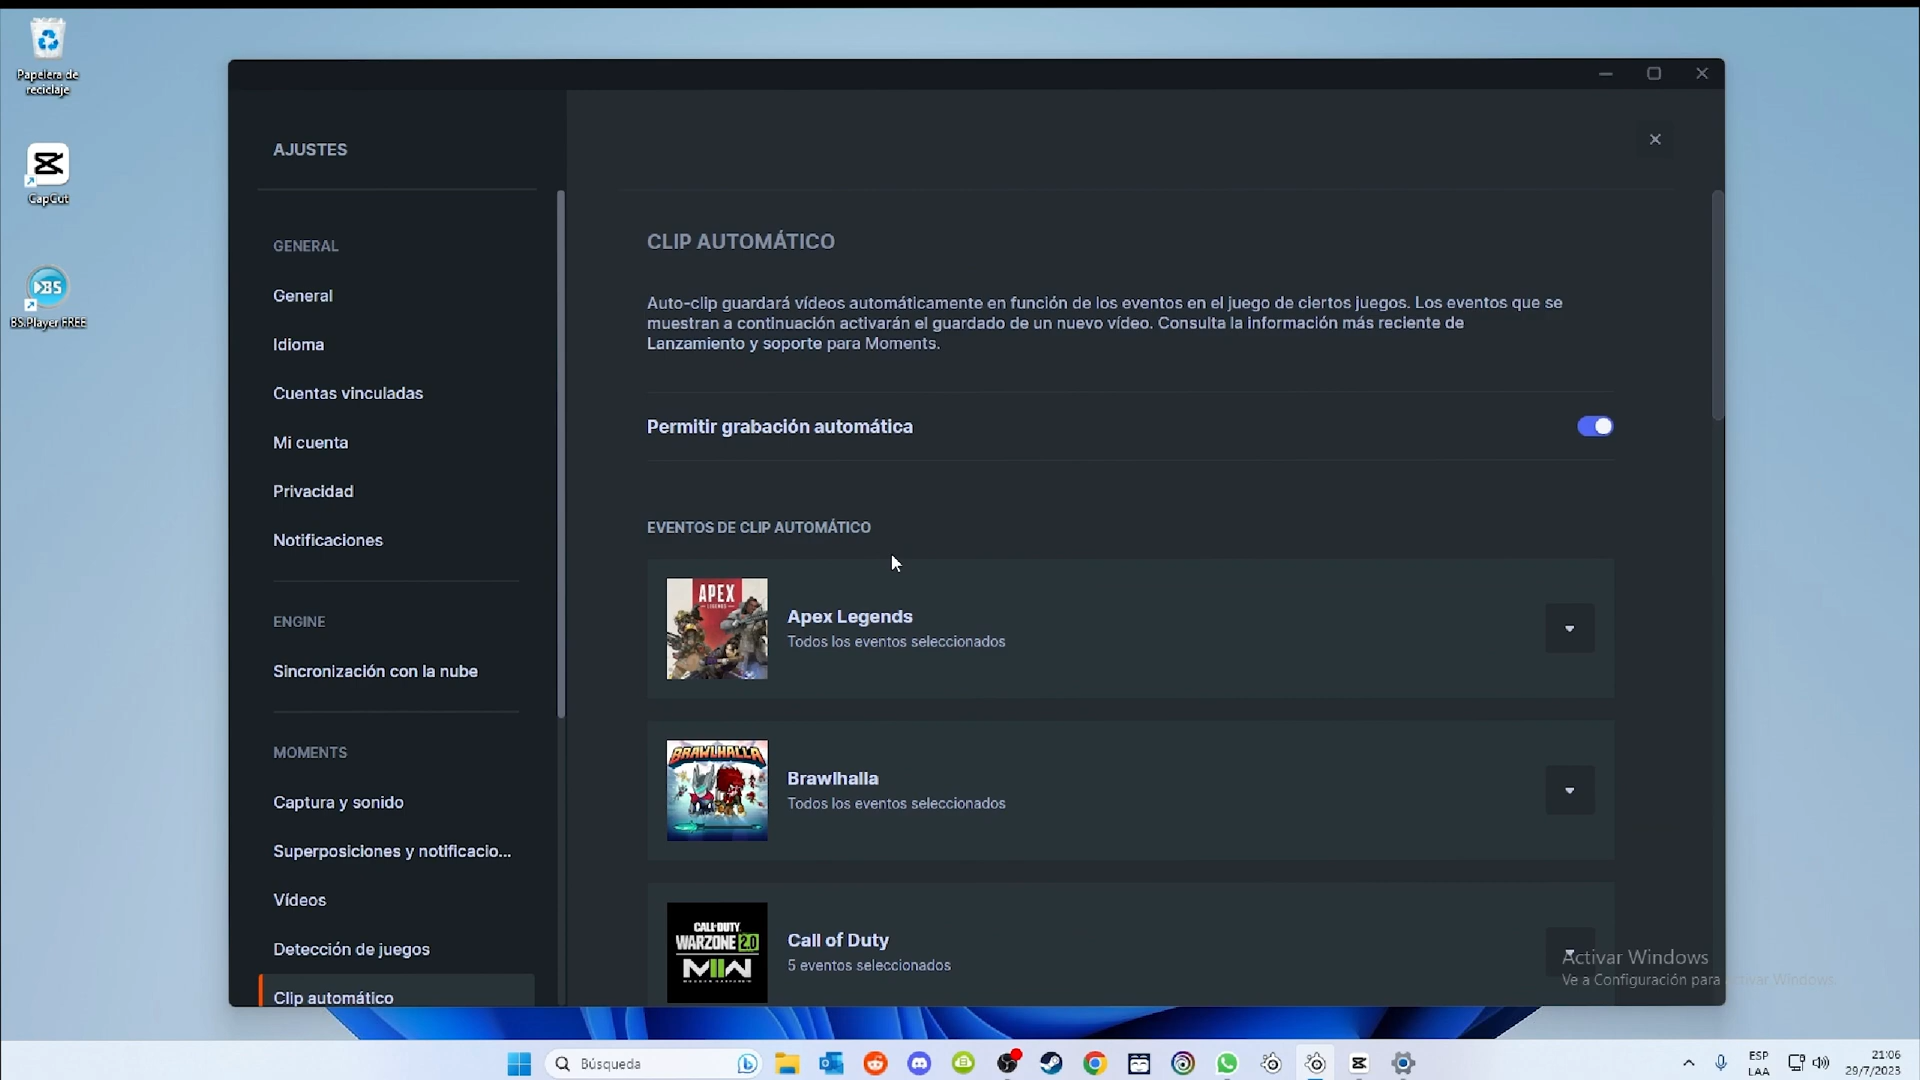 Papelera de
reciclaje
CapCut
BS.Player FREE
AJUSTES
GENERAL
General
Idioma
Cuentas vinculadas
Mi cuenta
Privacidad
Notificaciones
ENGINE
Sincronización con la nube
MOMENTS
Captura y sonido
Superposiciones y notificacio...
Vídeos
Detección de juegos
Clip automático
CLIP AUTOMÁTICO
Auto-clip guardará vídeos automáticamente en función de los eventos en el juego de ciertos juegos. Los eventos que se
muestran a continuación activarán el guardado de un nuevo vídeo. Consulta la información más reciente de
Lanzamiento y soporte para Moments.
Permitir grabación automática
EVENTOS DE CLIP AUTOMÁTICO
APEX
LEGENDS
Apex Legends
Todos los eventos seleccionados
BRAWLHALLA
Brawlhalla
Todos los eventos seleccionados
CALL OF DUTY
WARZONE 2.0
MWII
Call of Duty
5 eventos seleccionados
Activar Windows
Ve a Configuración para activar Windows.
Búsqueda
ESP
LAA
21:06
29/7/2023